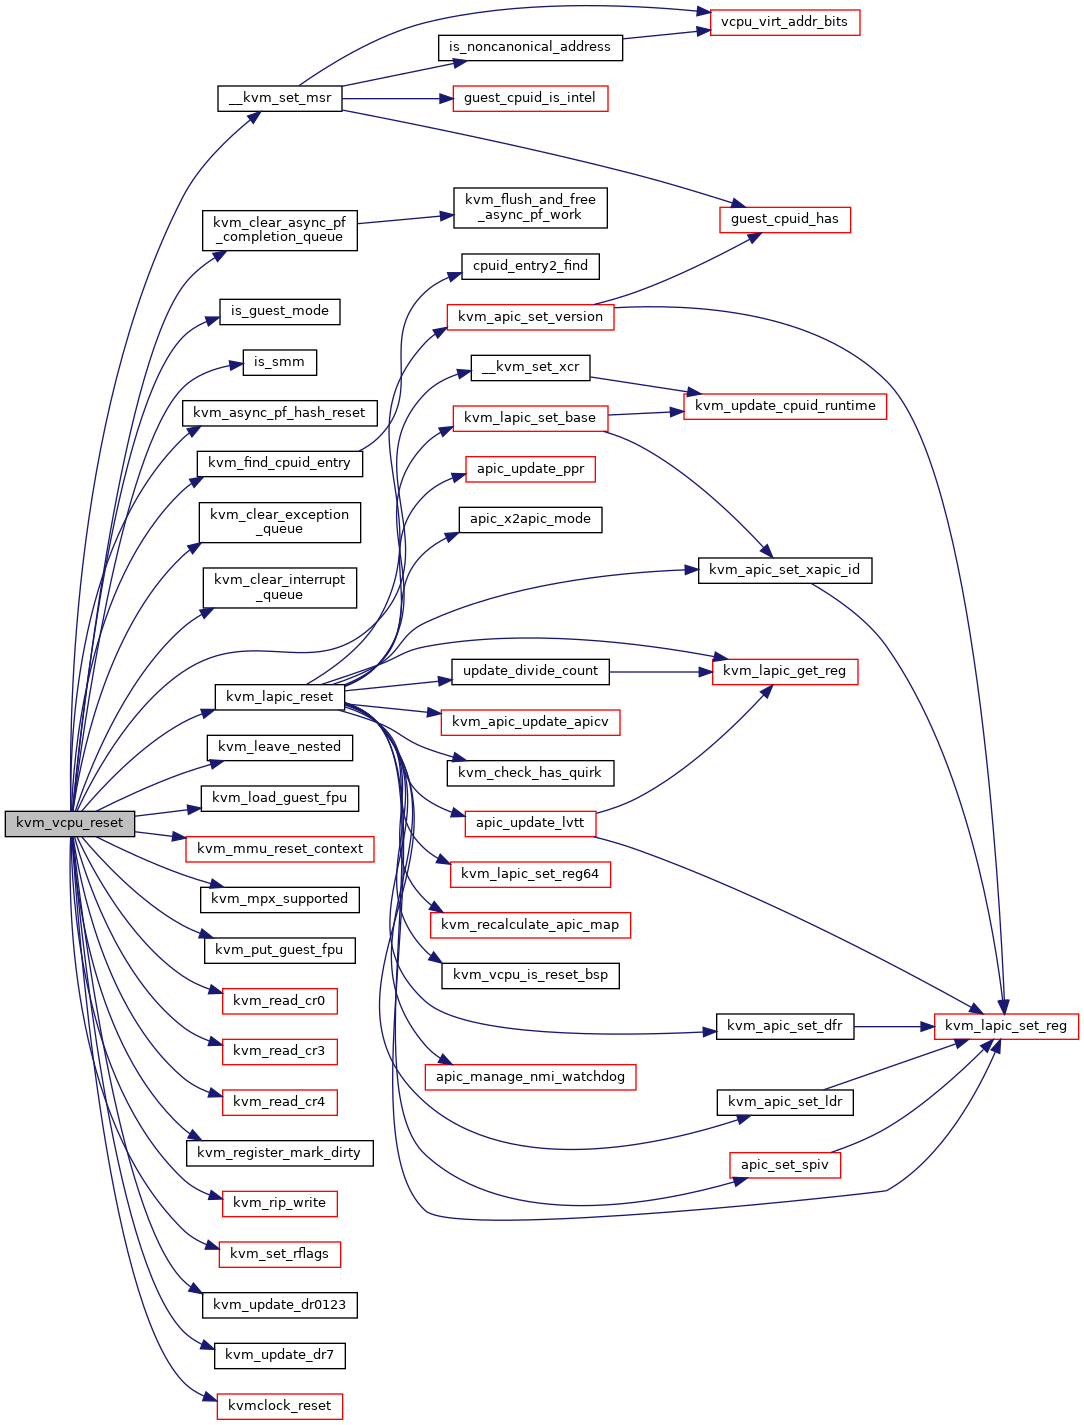 vcpu_virt_addr_bits
is_noncanonical_address
__kvm_set_msr
guest_cpuid_is_intel
kvm_flush_and_free
_async_pf_work
guest_cpuid_has
kvm_clear_async_pf
_completion_queue
cpuid_entry2_find
is_guest_mode
kvm_apic_set_version
is_smm
__kvm_set_xcr
kvm_update_cpuid_runtime
kvm_async_pf_hash_reset
kvm_lapic_set_base
kvm_find_cpuid_entry
apic_update_ppr
kvm_clear_exception
_queue
apic_x2apic_mode
kvm_apic_set_xapic_id
kvm_clear_interrupt
_queue
update_divide_count
kvm_lapic_get_reg
kvm_lapic_reset
kvm_apic_update_apicv
kvm_leave_nested
kvm_check_has_quirk
kvm_load_guest_fpu
kvm_vcpu_reset
apic_update_lvtt
kvm_mmu_reset_context
kvm_lapic_set_reg64
kvm_mpx_supported
kvm_recalculate_apic_map
kvm_put_guest_fpu
kvm_vcpu_is_reset_bsp
kvm_read_cr0
kvm_apic_set_dfr
kvm_lapic_set_reg
kvm_read_cr3
apic_manage_nmi_watchdog
kvm_read_cr4
kvm_apic_set_ldr
kvm_register_mark_dirty
apic_set_spiv
kvm_rip_write
kvm_set_rflags
kvm_update_dr0123
kvm_update_dr7
kvmclock_reset